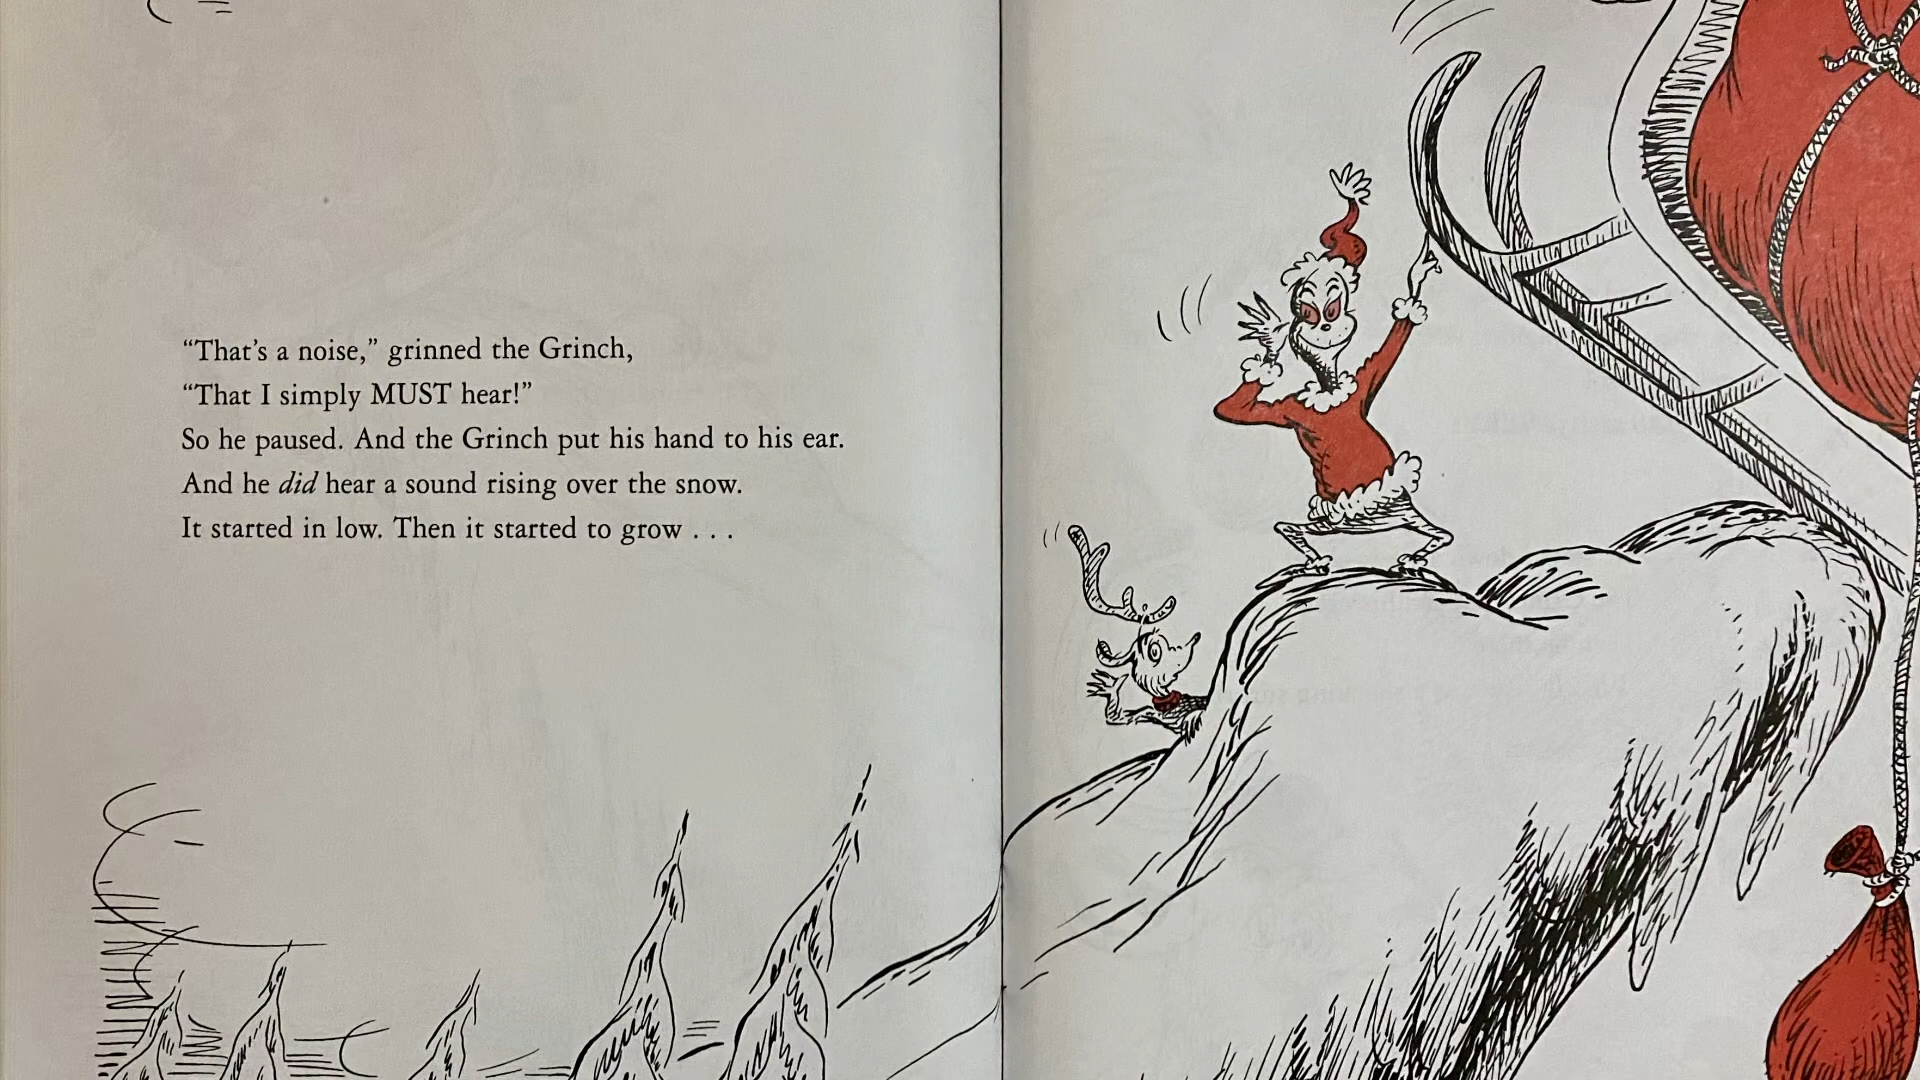 “That’s a noise,” grinned the Grinch,
“That I simply MUST hear!”
So he paused. And the Grinch put his hand to his ear.
And he did hear a sound rising over the snow.
It started in low. Then it started to grow . . .